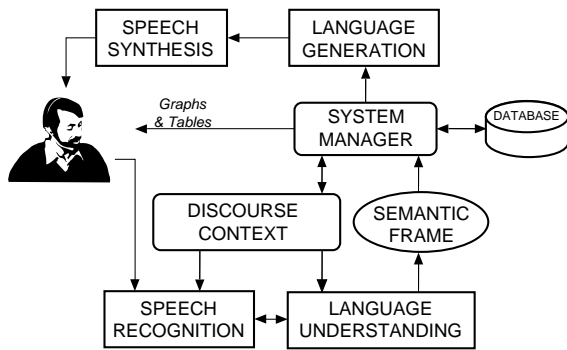 SPEECH
SYNTHESIS
LANGUAGE
GENERATION
Graphs
& Tables
SYSTEM
MANAGER
DATABASE
DISCOURSE
CONTEXT
SEMANTIC
FRAME
SPEECH
RECOGNITION
LANGUAGE
UNDERSTANDING